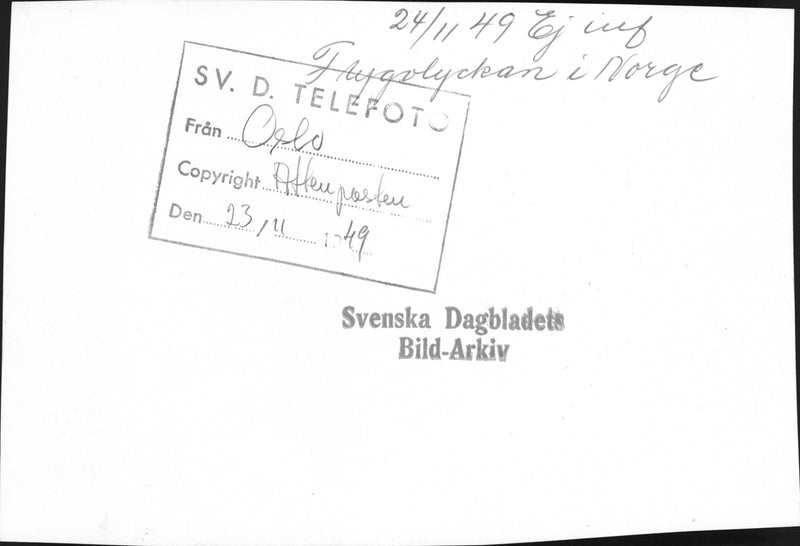 24/11 49 Ej inf
Flygolyckan i Norge
SV. D. TELEFOTO
Från Oslo
Copyright Aftenposten
Den 23/11 1949
Svenska Dagbladets
Bild-Arkiv